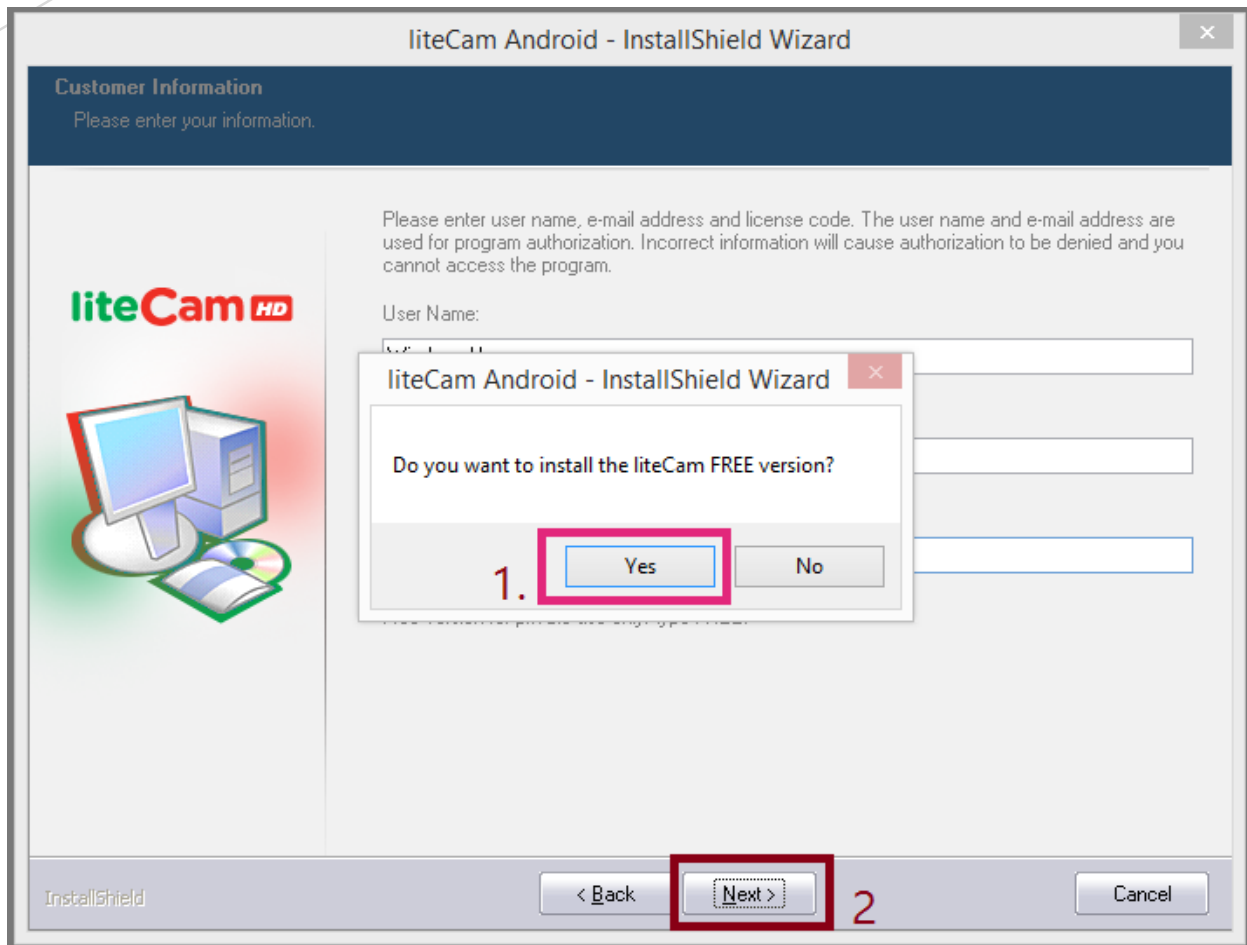 liteCam Android - InstallShield Wizard
Customer Information
Please enter your information.
Please enter user name, e-mail address and license code. The user name and e-mail address are
used for program authorization. Incorrect information will cause authorization to be denied and you
cannot access the program.
liteCam HD
User Name:
liteCam Android - InstallShield Wizard
Do you want to install the liteCam FREE version?
1.
Yes
No
InstallShield
< Back
Next >
2
Cancel